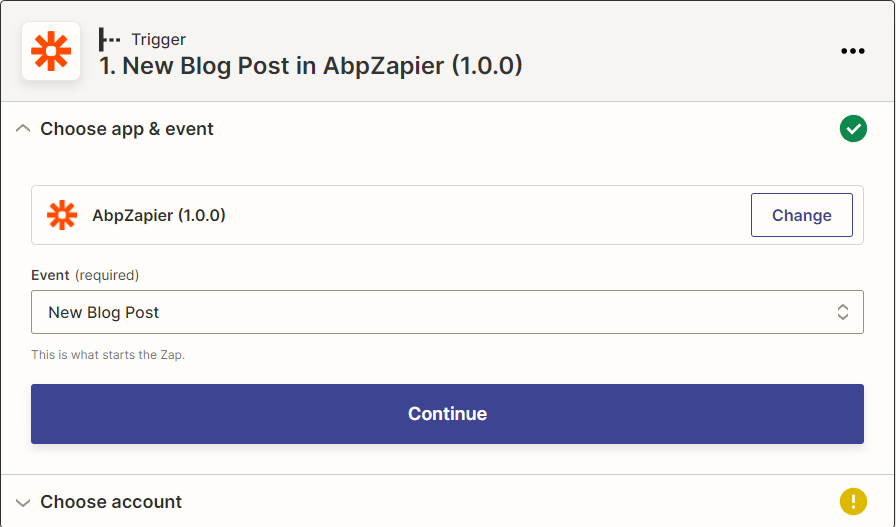 Trigger
1. New Blog Post in AbpZapier (1.0.0)
Choose app & event
AbpZapier (1.0.0)
Change
Event (required)
New Blog Post
This is what starts the Zap.
Continue
Choose account